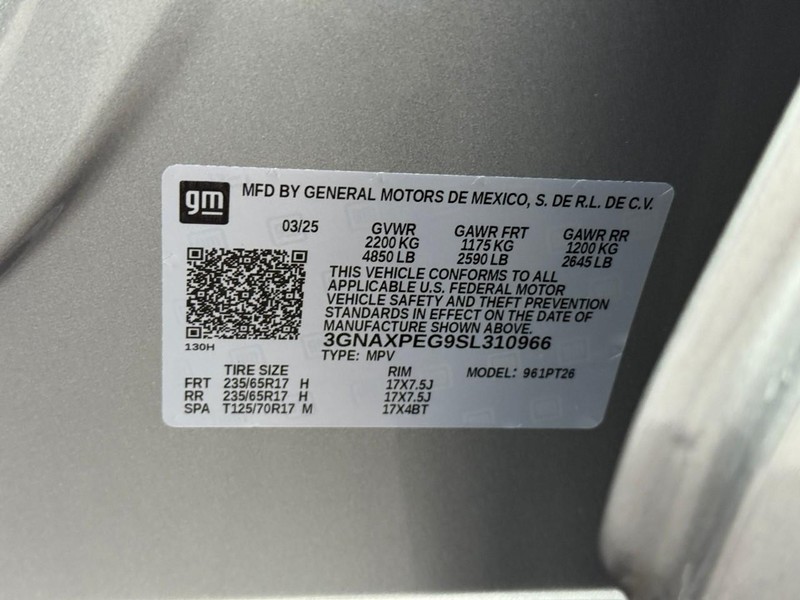 gm
MFD BY GENERAL MOTORS DE MEXICO, S. DE R.L. DE C.V.
03/25 GVWR GAWR FRT GAWR RR
2200 KG 1175 KG 1200 KG
4850 LB 2590 LB 2645 LB
THIS VEHICLE CONFORMS TO ALL
APPLICABLE U.S. FEDERAL MOTOR
VEHICLE SAFETY AND THEFT PREVENTION
STANDARDS IN EFFECT ON THE DATE OF
MANUFACTURE SHOWN ABOVE.
3GNAXPEG9SL310966
130H
TYPE: MPV
TIRE SIZE RIM MODEL: 961PT26
FRT 235/65R17 H 17X7.5J
RR 235/65R17 H 17X7.5J
SPA T125/70R17 M 17X4BT